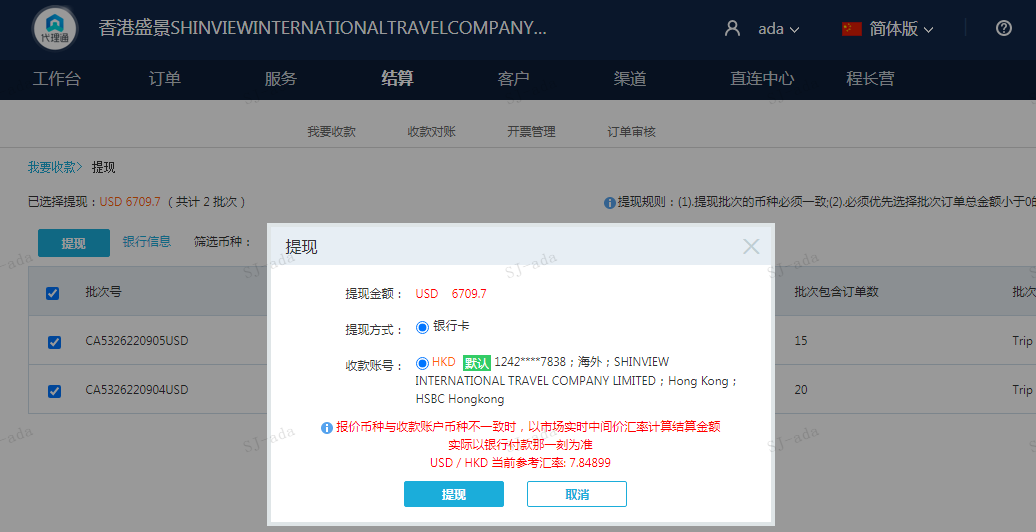 代理通
香港盛景SHINVIEWINTERNATIONALTRAVELCOMPANY...
ada
简体版
工作台 订单 服务 结算 客户 渠道 直连中心 程长营
我要收款 收款对账 开票管理 订单审核
我要收款> 提现
已选择提现：USD 6709.7 （ 共计 2 批次 ）
提现规则：(1).提现批次的币种必须一致;(2).必须优先选择批次订单总金额小于0的
提现 银行信息 筛选币种：
批次号 批次包含订单数 批次
CA5326220905USD 15 Trip
CA5326220904USD 20 Trip
提现
提现金额： USD 6709.7
提现方式： 银行卡
收款账号： HKD 默认 1242****7838；海外；SHINVIEW
INTERNATIONAL TRAVEL COMPANY LIMITED；Hong Kong；
HSBC Hongkong
报价币种与收款账户币种不一致时，以市场实时中间价汇率计算结算金额
实际以银行付款那一刻为准
USD / HKD 当前参考汇率: 7.84899
提现 取消
SJ-ada
SJ-ada
SJ-ada
SJ-ada
SJ-ada